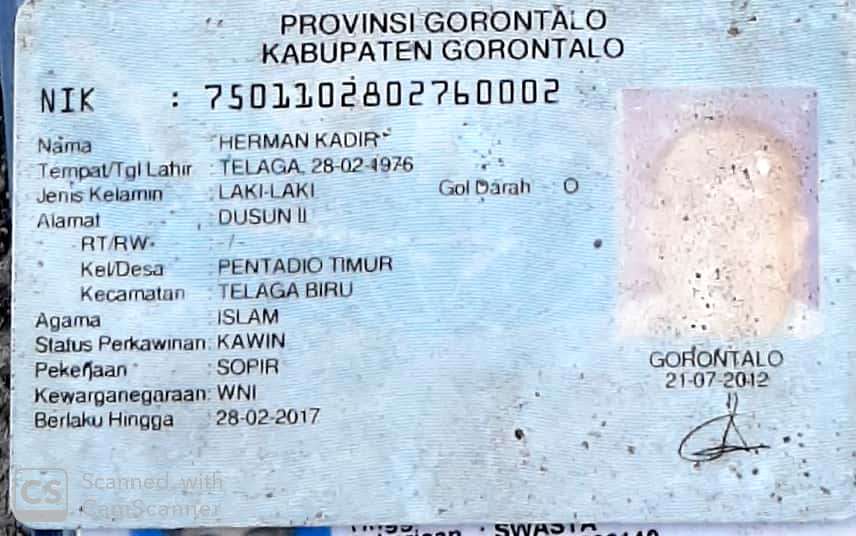 PROVINSI GORONTALO
KABUPATEN GORONTALO
NIK : 7501102802760002
Nama : HERMAN KADIR
Tempat/Tgl Lahir : TELAGA, 28-02-1976
Jenis Kelamin : LAKI-LAKI Gol Darah O
Alamat : DUSUN II
RT/RW : -/-
Kel/Desa : PENTADIO TIMUR
Kecamatan : TELAGA BIRU
Agama : ISLAM
Status Perkawinan: KAWIN
Pekerjaan : SOPIR
Kewarganegaraan: WNI
Berlaku Hingga : 28-02-2017
GORONTALO
21-07-2012
CS Scanned with
CamScanner
: SWASTA